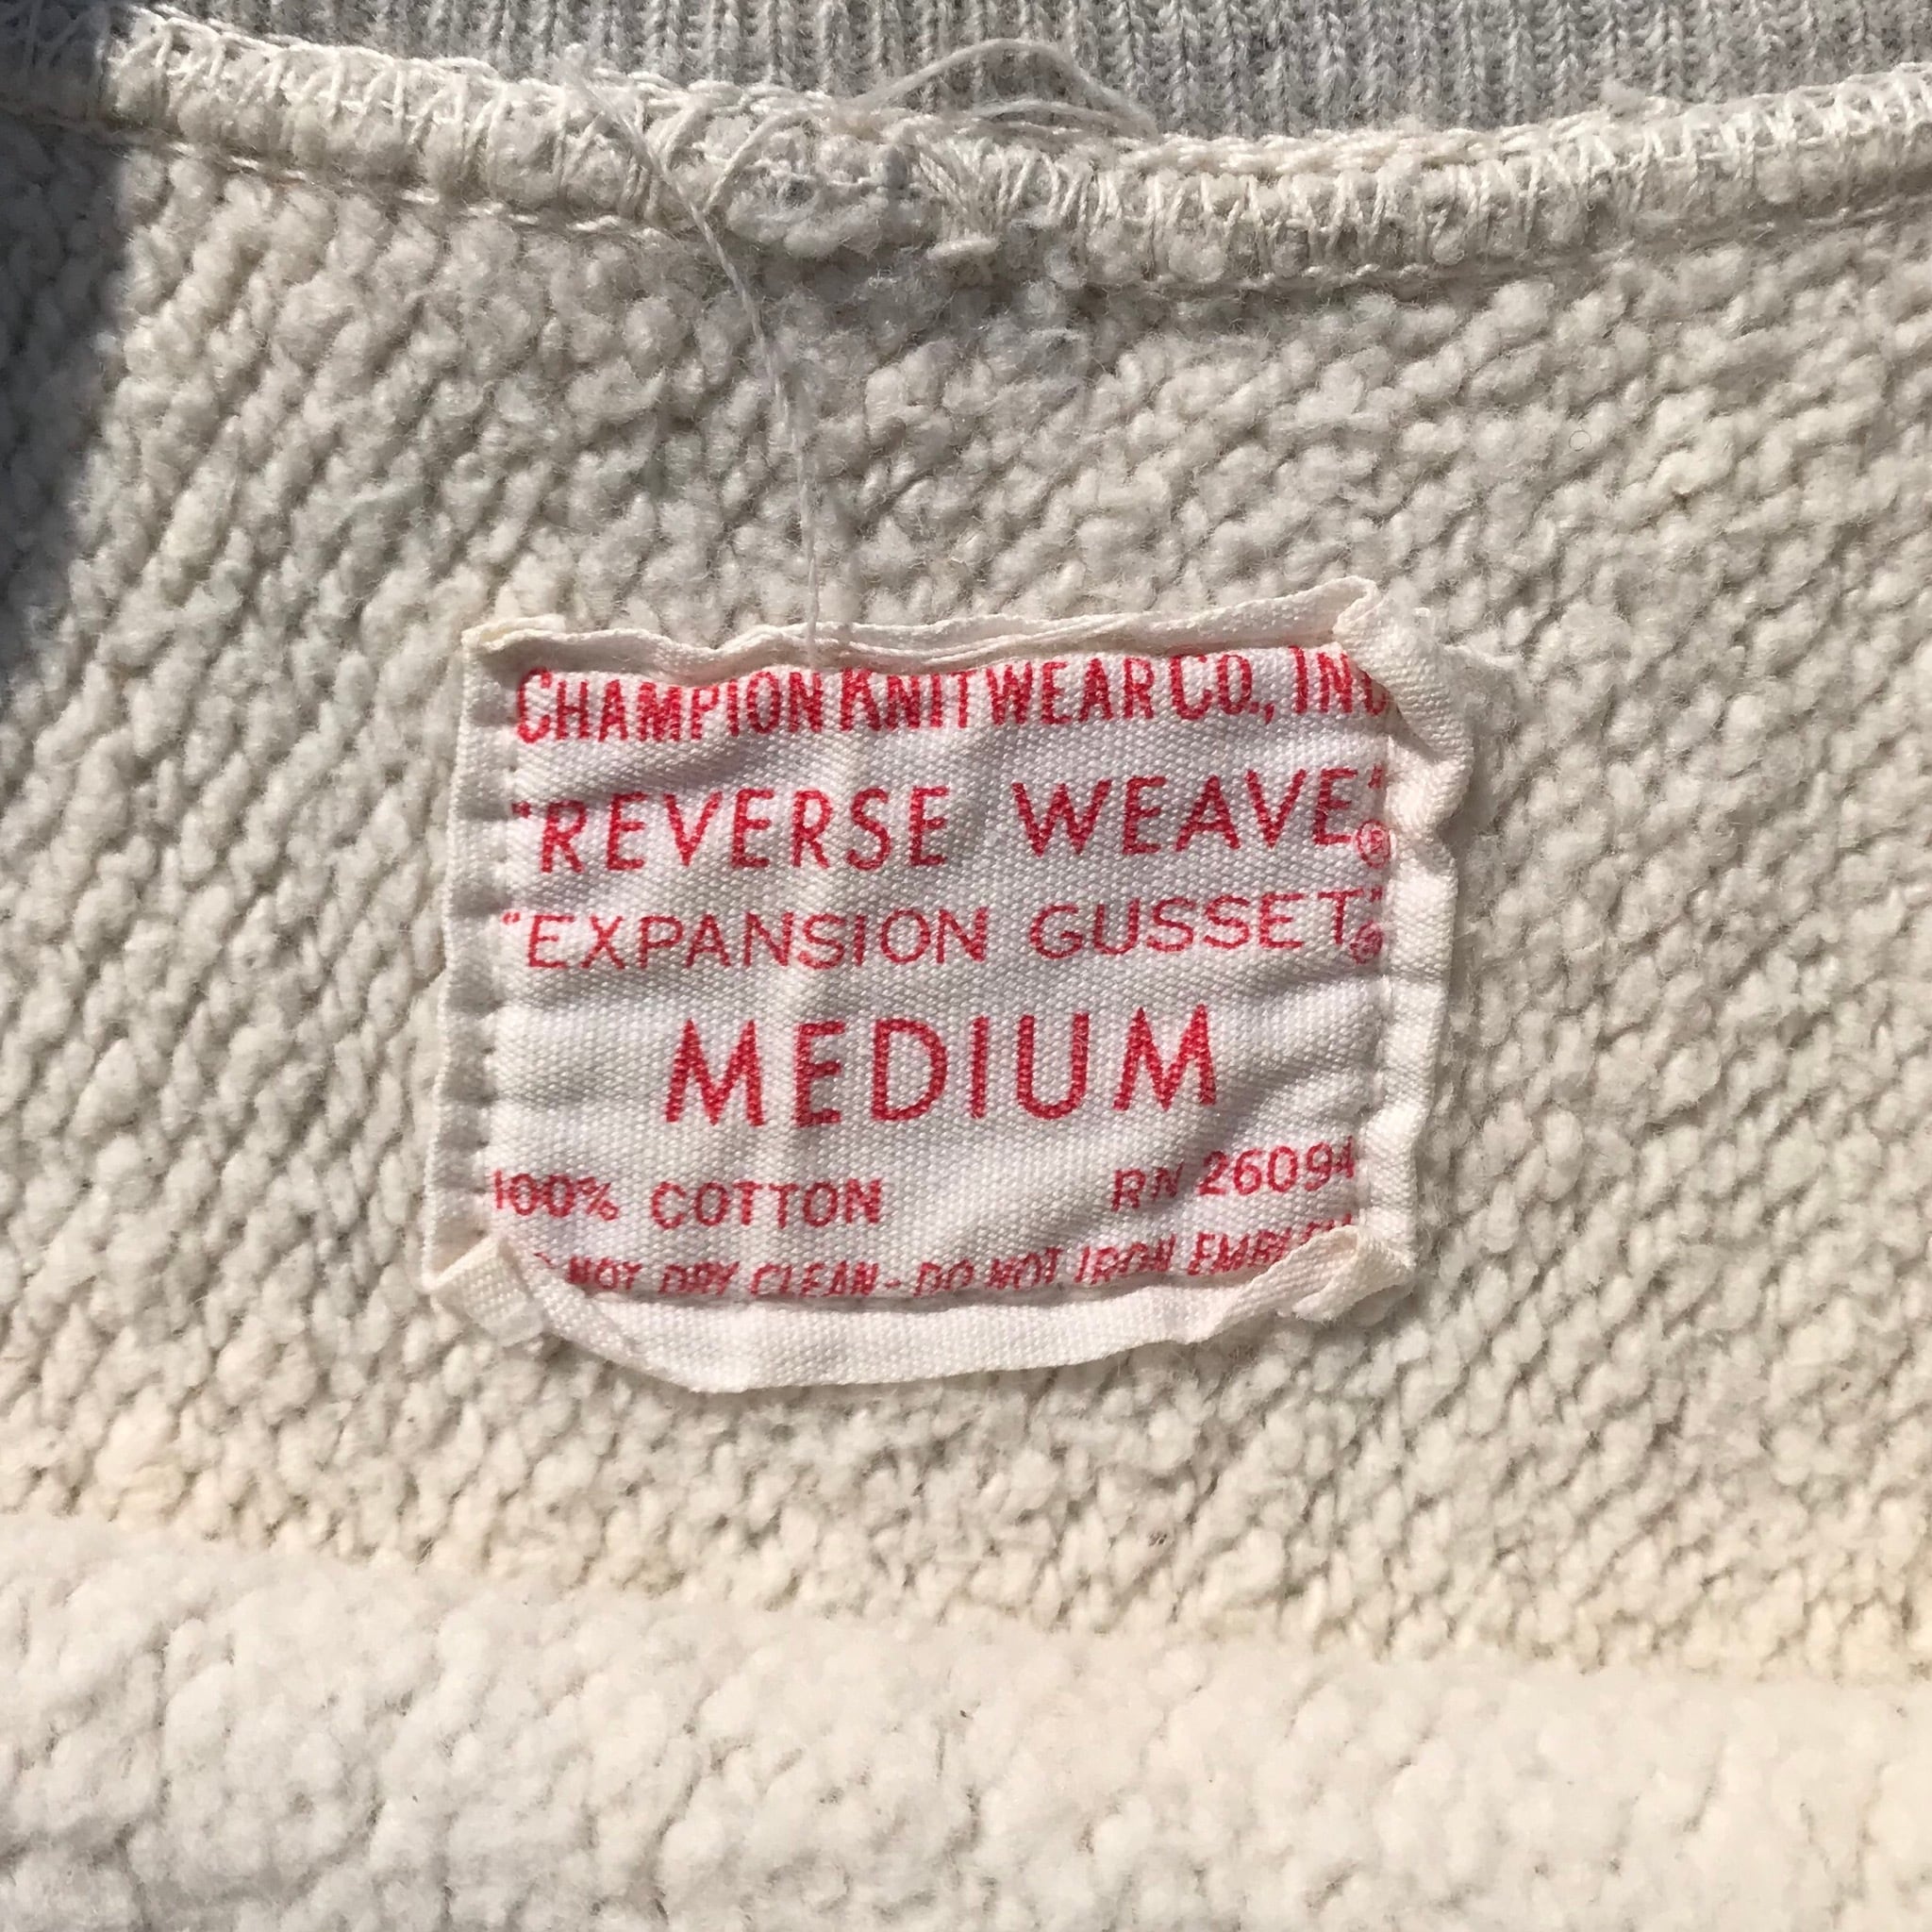 CHAMPION KNITWEAR CO., INC
"REVERSE WEAVE"®
"EXPANSION GUSSET"®
MEDIUM
100% COTTON RN 26094
NOT DRY CLEAN - DO NOT IRON EMBLEM